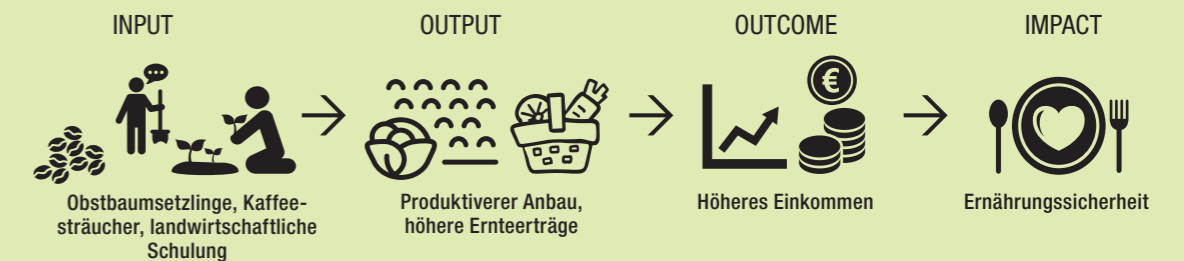 INPUT
Obstbaumsetzlinge, Kaffee-
sträucher, landwirtschaftliche
Schulung
OUTPUT
Produktiverer Anbau,
höhere Ernteerträge
OUTCOME
€
Höheres Einkommen
IMPACT
Ernährungssicherheit